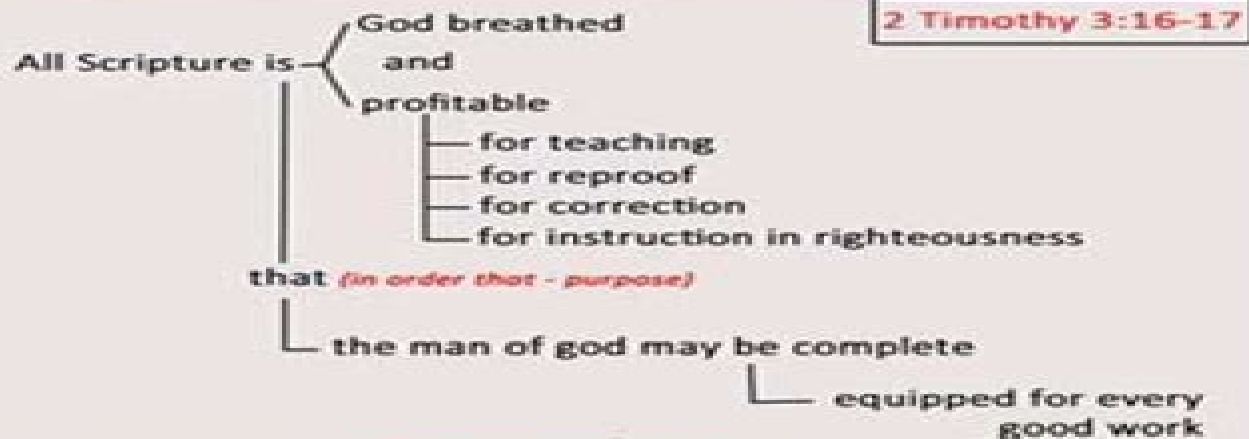 God breathed
2 Timothy 3:16-17
All Scripture is
and
profitable
for teaching
for reproof
for correction
for instruction in righteousness
that (in order that - purpose)
the man of god may be complete
equipped for every
good work